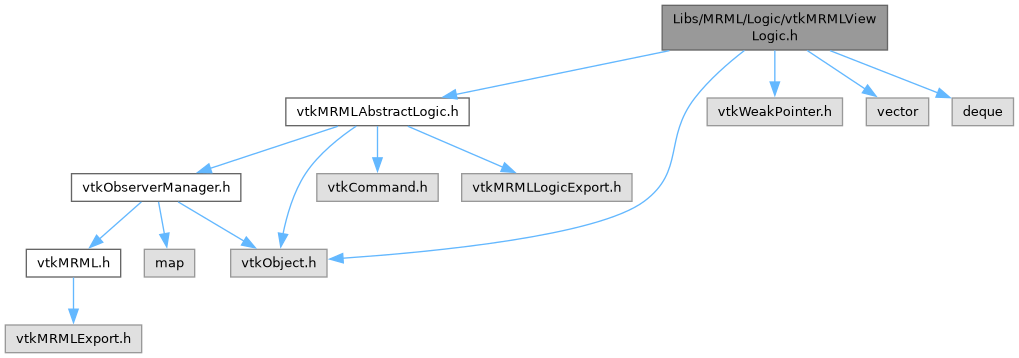 Libs/MRML/Logic/vtkMRMLView
Logic.h
vtkMRMLAbstractLogic.h
vtkWeakPointer.h
vector
deque
vtkObserverManager.h
vtkCommand.h
vtkMRMLLogicExport.h
vtkMRML.h
map
vtkObject.h
vtkMRMLExport.h